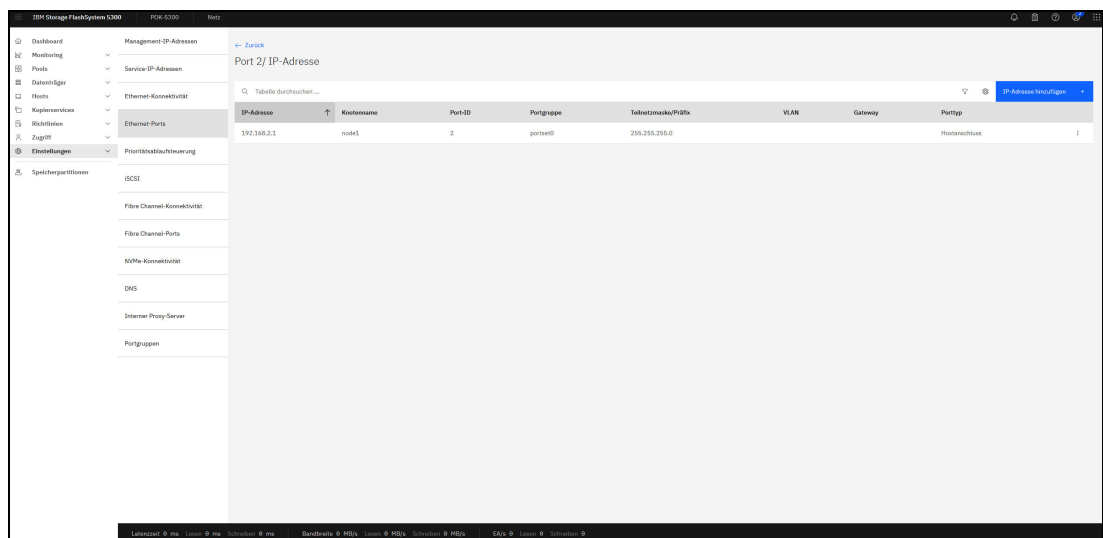 IBM Storage FlashSystem 5300 POK-5300 Netz
Dashboard
Monitoring
Pools
Datenträger
Hosts
Kopierservices
Richtlinien
Zugriff
Einstellungen
Speicherpartitionen
Management-IP-Adressen
Service-IP-Adressen
Ethernet-Konnektivität
Ethernet-Ports
Prioritätsablaufsteuerung
iSCSI
Fibre Channel-Konnektivität
Fibre Channel-Ports
NVMe-Konnektivität
DNS
Interner Proxy-Server
Portgruppen
← Zurück
Port 2/ IP-Adresse
Tabelle durchsuchen ... IP-Adresse hinzufügen +
IP-Adresse Knotenname Port-ID Portgruppe Teilnetzmaske/Präfix VLAN Gateway Porttyp
192.168.2.1 node1 2 portset0 255.255.255.0 Hostanschluss
Latenzzeit 0 ms Lesen 0 ms Schreiben 0 ms Bandbreite 0 MB/s Lesen 0 MB/s Schreiben 0 MB/s EA/s 0 Lesen 0 Schreiben 0